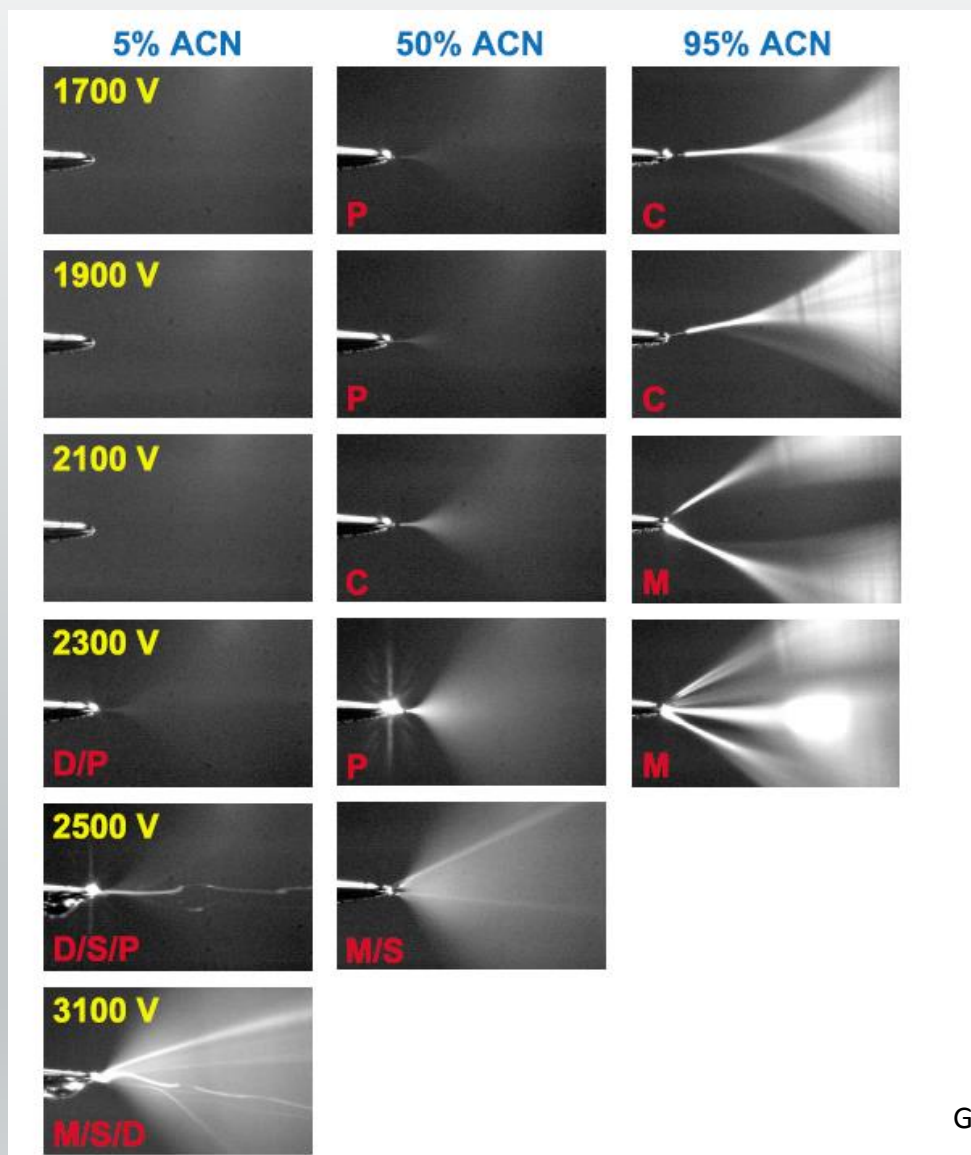 5% ACN 50% ACN 95% ACN
1700 V
P C
1900 V
P C
2100 V
C M
2300 V
D/P P M
2500 V
D/S/P M/S
3100 V
M/S/D
G